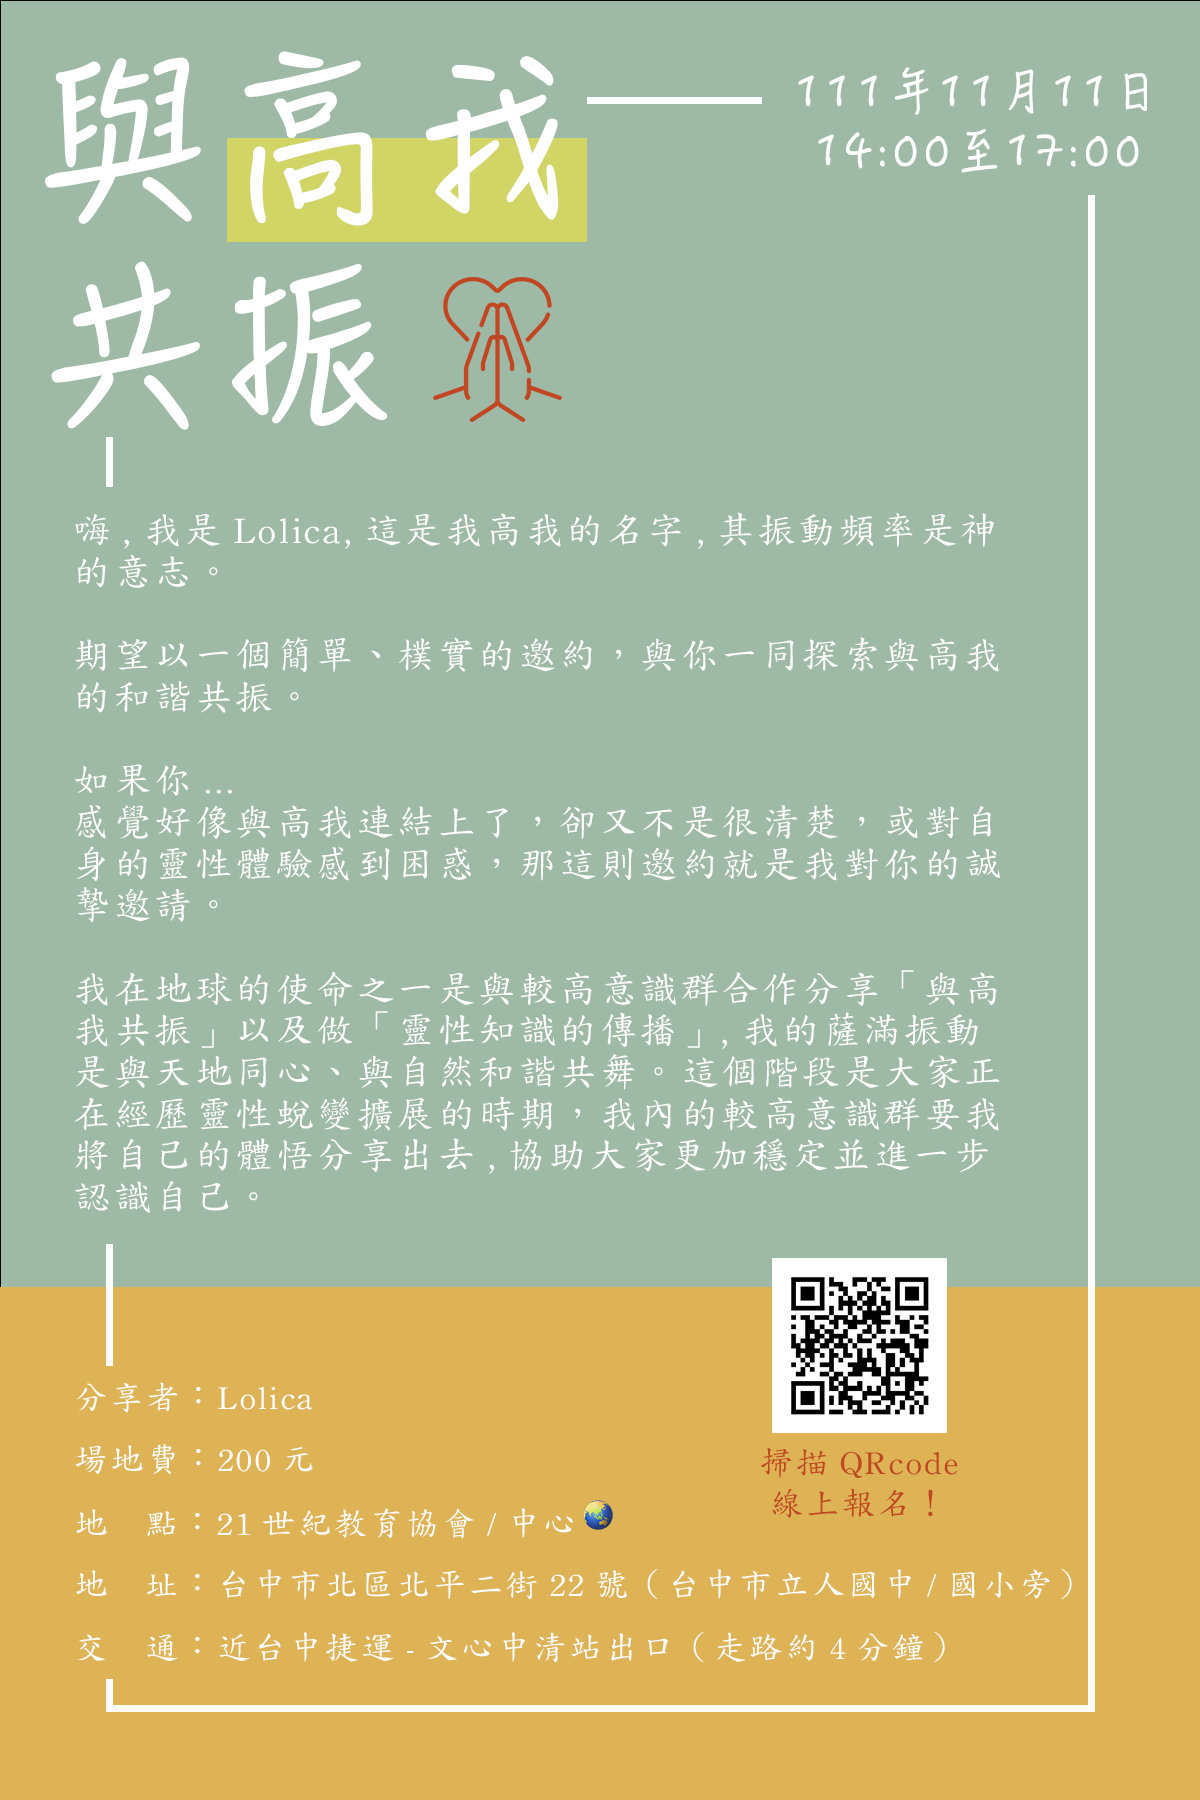 與高我
共振
111年11月11日
14:00至17:00
嗨，我是 Lolica, 這是我高我的名字，其振動頻率是神
的意志。
期望以一個簡單、樸實的邀約，與你一同探索與高我
的和諧共振。
如果你 ...
感覺好像與高我連結上了，卻又不是很清楚，或對自
身的靈性體驗感到困惑，那這則邀約就是我對你的誠
摯邀請。
我在地球的使命之一是與較高意識群合作分享「與高
我共振」以及做「靈性知識的傳播」, 我的薩滿振動
是與天地同心、與自然和諧共舞。這個階段是大家正
在經歷靈性蛻變擴展的時期，我內的較高意識群要我
將自己的體悟分享出去，協助大家更加穩定並進一步
認識自己。
分享者：Lolica
場地費：200 元
地　點：21 世紀教育協會 / 中心
地　址：台中市北區北平二街 22 號（台中市立人國中 / 國小旁）
交　通：近台中捷運 - 文心中清站出口（走路約 4 分鐘）
掃描 QRcode
線上報名！